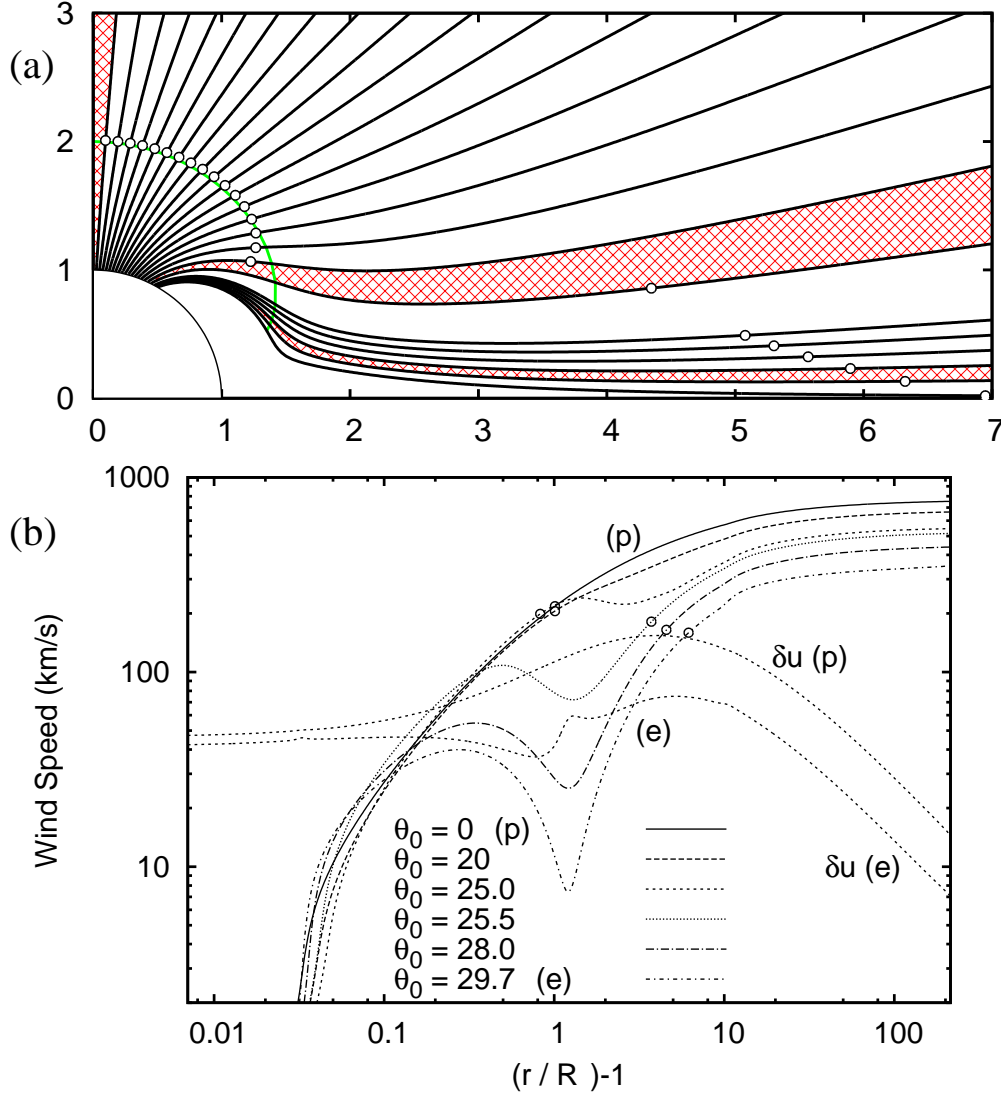 (a)
3
2
1
0
0 1 2 3 4 5 6 7
(b)
1000
100
10
Wind Speed (km/s)
(p)
δu (p)
(e)
δu (e)
θ₀ = 0 (p)
θ₀ = 20
θ₀ = 25.0
θ₀ = 25.5
θ₀ = 28.0
θ₀ = 29.7 (e)
0.01 0.1 1 10 100
(r / R )-1